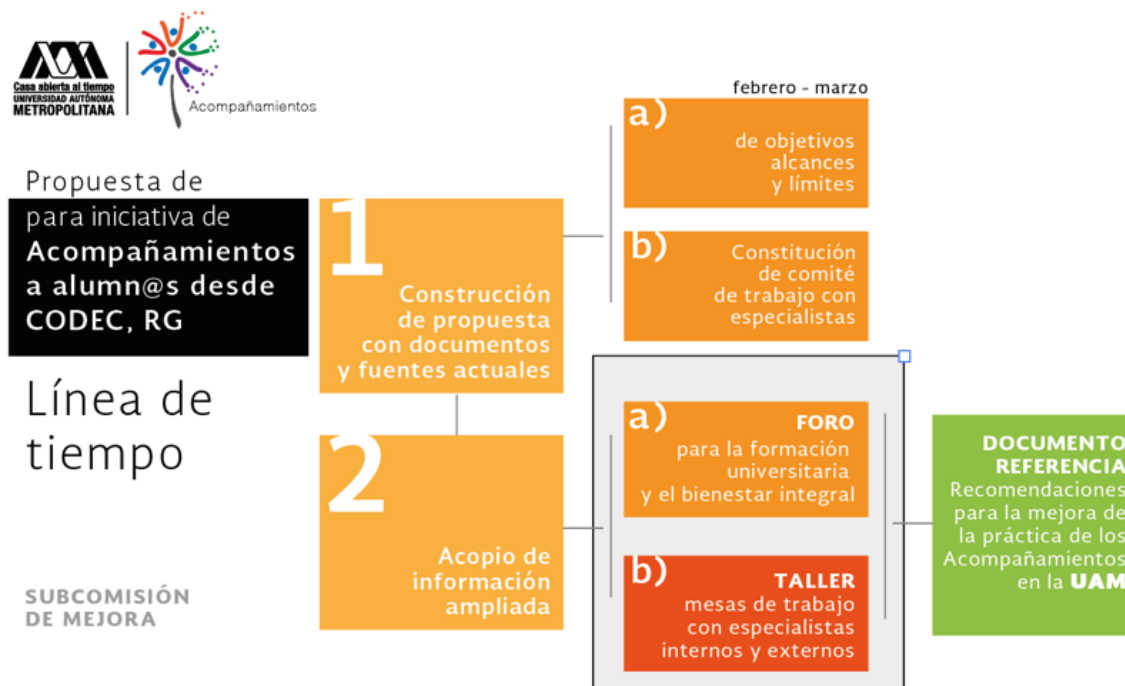 Casa abierta al tiempo
UNIVERSIDAD AUTÓNOMA
METROPOLITANA
Acompañamientos
Propuesta de
para iniciativa de
Acompañamientos
a alumn@s desde
CODEC, RG
Línea de
tiempo
SUBCOMISIÓN
DE MEJORA
1
Construcción
de propuesta
con documentos
y fuentes actuales
febrero - marzo
a)
de objetivos
alcances
y límites
b)
Constitución
de comité
de trabajo con
especialistas
2
Acopio de
información
ampliada
a)
FORO
para la formación
universitaria
y el bienestar integral
b)
TALLER
mesas de trabajo
con especialistas
internos y externos
DOCUMENTO
REFERENCIA
Recomendaciones
para la mejora de
la práctica de los
Acompañamientos
en la UAM